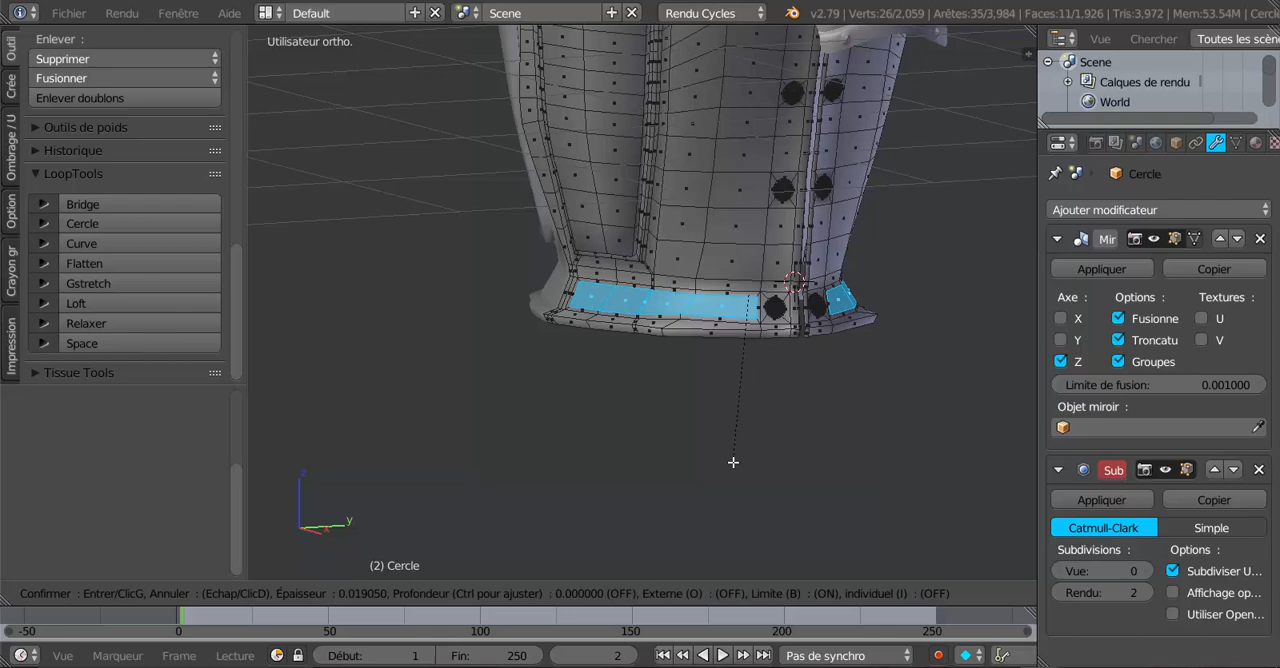 Fichier Rendu Fenêtre Aide Default Scene Rendu Cycles v2.79 | Verts:26/2,059 | Arêtes:35/3,984 | Faces:11/1,926 | Tris:3,972 | Mem:53.54M | Cercle
Outil
Crée
Ombrage / U
Option
Crayon gr
Impression
Enlever :
Supprimer
Fusionner
Enlever doublons
Outils de poids
Historique
LoopTools
Bridge
Cercle
Curve
Flatten
Gstretch
Loft
Relaxer
Space
Tissue Tools
Utilisateur ortho.
z
y
x
(2) Cercle
Confirmer : Entrer/ClicG, Annuler : (Echap/ClicD), Épaisseur : 0.019050, Profondeur (Ctrl pour ajuster) : 0.000000 (OFF), Externe (O) : (OFF), Limite (B) : (ON), individuel (I) : (OFF)
-50 0 50 100 150 200 250
Vue Marqueur Frame Lecture Début: 1 Fin: 250 2 Pas de synchro
Vue Chercher Toutes les scèn
Scene
Calques de rendu
World
Cercle
Ajouter modificateur
Mir
Appliquer Copier
Axe : Options : Textures :
X Fusionne U
Y Troncatu V
Z Groupes
Limite de fusion: 0.001000
Objet miroir :
Sub
Appliquer Copier
Catmull-Clark Simple
Subdivisions : Options :
Vue: 0 Subdiviser U...
Rendu: 2 Affichage op...
Utiliser Open...